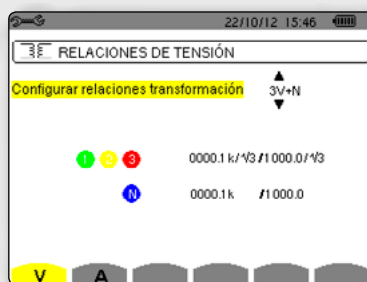 22/10/12 15:46
RELACIONES DE TENSIÓN
Configurar relaciones transformación 3V+N
1 2 3 0000.1 k/√3 /1000.0/√3
N 0000.1k /1000.0
V A